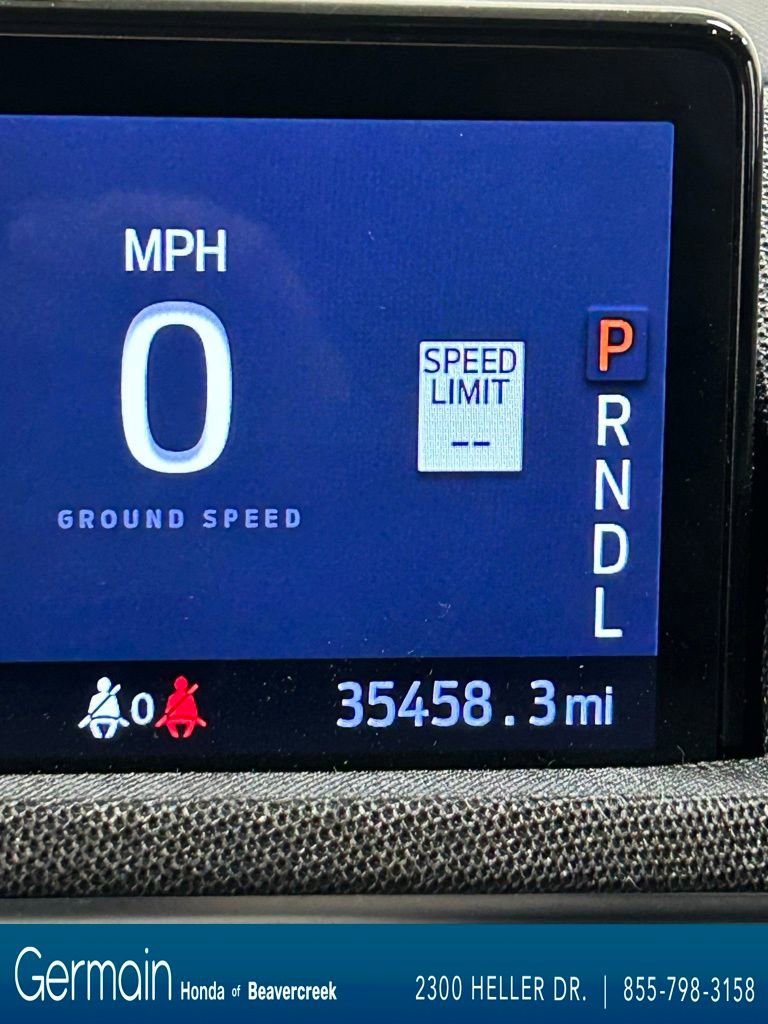 MPH
0
SPEED
LIMIT
--
GROUND SPEED
P
R
N
D
L
0
35458.3 mi
Germain Honda of Beavercreek
2300 HELLER DR. | 855-798-3158